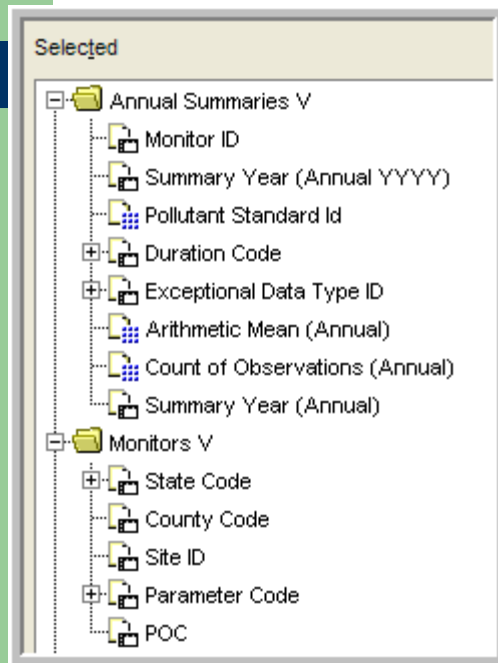 Selected
Annual Summaries V
Monitor ID
Summary Year (Annual YYYY)
Pollutant Standard Id
Duration Code
Exceptional Data Type ID
Arithmetic Mean (Annual)
Count of Observations (Annual)
Summary Year (Annual)
Monitors V
State Code
County Code
Site ID
Parameter Code
POC